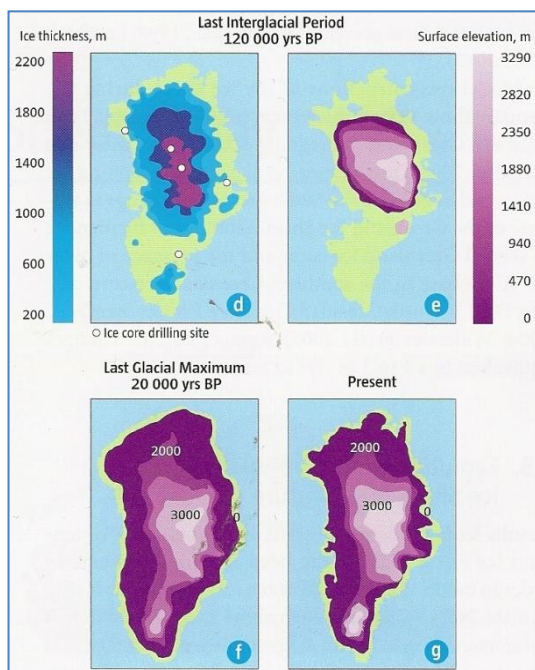 Last Interglacial Period
120 000 yrs BP
Ice thickness, m
Surface elevation, m
2200
1800
1400
1000
600
200
3290
2820
2350
1880
1410
940
470
0
d
e
Ice core drilling site
Last Glacial Maximum
20 000 yrs BP
Present
2000
3000
0
f
2000
3000
0
g